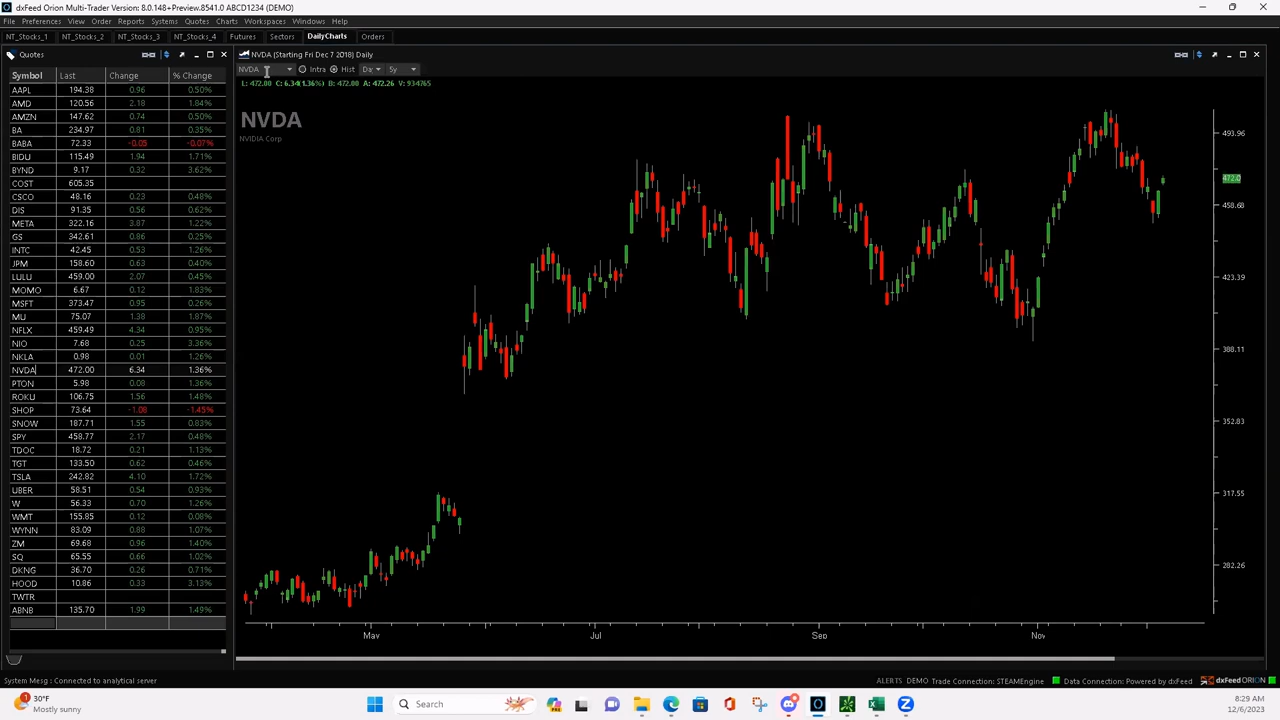 dxFeed Orion Multi-Trader Version: 8.0.148+Preview.8541.0 ABCD1234 (DEMO)
File Preferences View Order Reports Systems Quotes Charts Workspaces Windows Help
NT_Stocks_1 NT_Stocks_2 NT_Stocks_3 NT_Stocks_4 Futures Sectors DailyCharts Orders
Quotes
Symbol Last Change % Change
AAPL 194.38 0.96 0.50%
AMD 120.56 2.18 1.84%
AMZN 147.62 0.74 0.50%
BA 234.97 0.81 0.35%
BABA 72.33 -0.05 -0.07%
BIDU 115.49 1.94 1.71%
BYND 9.17 0.32 3.62%
COST 605.35
CSCO 48.16 0.23 0.48%
DIS 91.35 0.56 0.62%
META 322.16 3.87 1.22%
GS 342.61 0.86 0.25%
INTC 42.45 0.53 1.26%
JPM 158.60 0.63 0.40%
LULU 459.00 2.07 0.45%
MOMO 6.67 0.12 1.83%
MSFT 373.47 0.95 0.26%
MU 75.07 1.38 1.87%
NFLX 459.49 4.34 0.95%
NIO 7.68 0.25 3.36%
NKLA 0.98 0.01 1.26%
NVDA 472.00 6.34 1.36%
PTON 5.98 0.08 1.36%
ROKU 106.75 1.56 1.48%
SHOP 73.64 -1.08 -1.45%
SNOW 187.71 1.55 0.83%
SPY 458.77 2.17 0.48%
TDOC 18.72 0.21 1.13%
TGT 133.50 0.62 0.46%
TSLA 242.82 4.10 1.72%
UBER 58.51 0.54 0.93%
W 56.33 0.70 1.26%
WMT 155.85 0.12 0.08%
WYNN 83.09 0.88 1.07%
ZM 69.68 0.96 1.40%
SQ 65.55 0.66 1.02%
DKNG 36.70 0.26 0.71%
HOOD 10.86 0.33 3.13%
TWTR
ABNB 135.70 1.99 1.49%
NVDA (Starting Fri Dec 7 2018) Daily
NVDA Intra Hist Da 5y
L: 472.00 C: 6.34(1.36%) B: 472.00 A: 472.26 V: 934765
NVDA
NVIDIA Corp
493.96
472.0
458.68
423.39
388.11
352.83
317.55
282.26
May Jul Sep Nov
System Mesg : Connected to analytical server
ALERTS DEMO Trade Connection: STEAMEngine Data Connection: Powered by dxFeed dxFeed ORION
30°F
Mostly sunny
Search
8:29 AM
12/6/2023